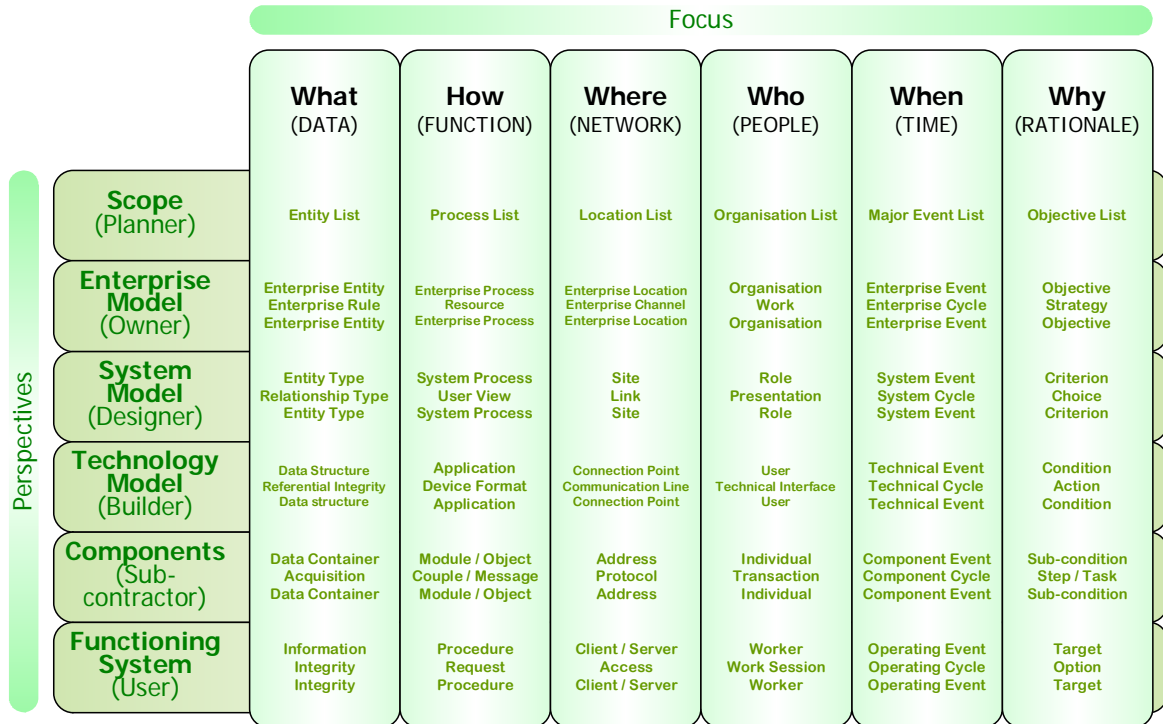 Focus
What
(DATA)
How
(FUNCTION)
Where
(NETWORK)
Who
(PEOPLE)
When
(TIME)
Why
(RATIONALE)
Perspectives
Scope
(Planner)
Entity List
Process List
Location List
Organisation List
Major Event List
Objective List
Enterprise
Model
(Owner)
Enterprise Entity
Enterprise Rule
Enterprise Entity
Enterprise Process
Resource
Enterprise Process
Enterprise Location
Enterprise Channel
Enterprise Location
Organisation
Work
Organisation
Enterprise Event
Enterprise Cycle
Enterprise Event
Objective
Strategy
Objective
System
Model
(Designer)
Entity Type
Relationship Type
Entity Type
System Process
User View
System Process
Site
Link
Site
Role
Presentation
Role
System Event
System Cycle
System Event
Criterion
Choice
Criterion
Technology
Model
(Builder)
Data Structure
Referential Integrity
Data structure
Application
Device Format
Application
Connection Point
Communication Line
Connection Point
User
Technical Interface
User
Technical Event
Technical Cycle
Technical Event
Condition
Action
Condition
Components
(Sub-
contractor)
Data Container
Acquisition
Data Container
Module / Object
Couple / Message
Module / Object
Address
Protocol
Address
Individual
Transaction
Individual
Component Event
Component Cycle
Component Event
Sub-condition
Step / Task
Sub-condition
Functioning
System
(User)
Information
Integrity
Integrity
Procedure
Request
Procedure
Client / Server
Access
Client / Server
Worker
Work Session
Worker
Operating Event
Operating Cycle
Operating Event
Target
Option
Target